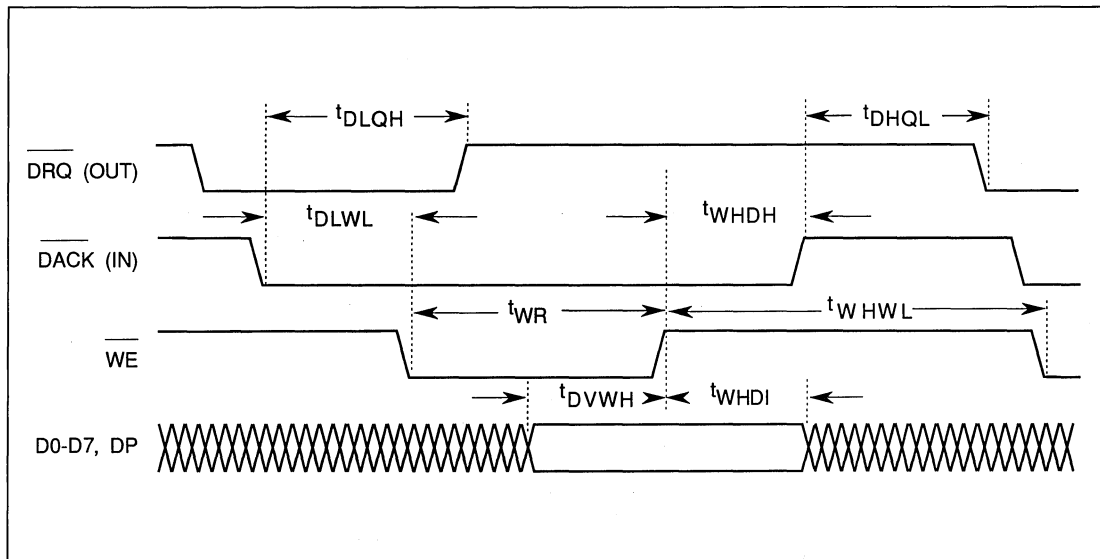 tDLQH
tDHQL
DRQ (OUT)
tDLWL
tWHDH
DACK (IN)
tWR
tWHWL
WE
tDVWH
tWHDI
D0-D7, DP